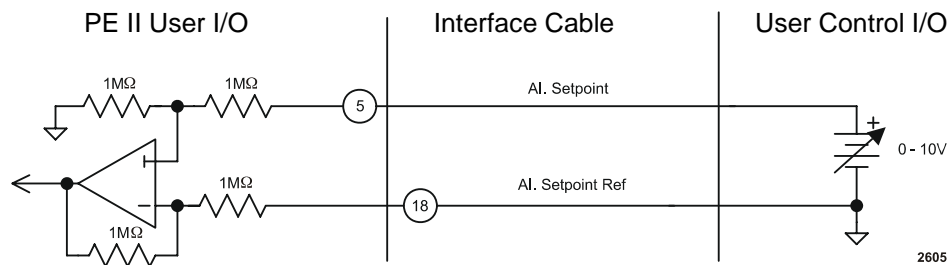 PE II User I/O
Interface Cable
User Control I/O
1MΩ
1MΩ
5
AI. Setpoint
+
0 - 10V
1MΩ
AI. Setpoint Ref
18
1MΩ
2605